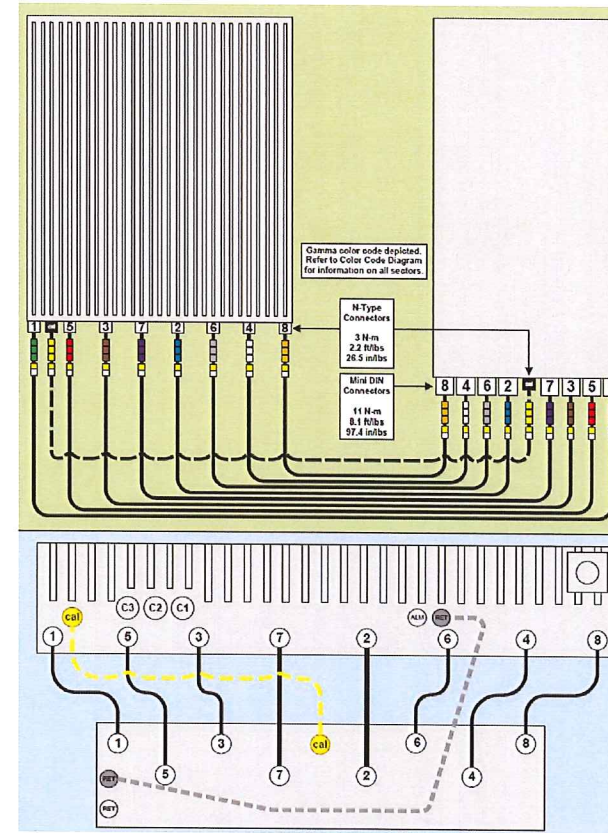 Gamma color code depicted.
Refer to Color Code Diagram
for information on all sectors.
N-Type
Connectors
3 N-m
2.2 ft/lbs
26.5 in/lbs
1 5 3 7 2 6 4 8
Mini DIN
Connectors
11 N-m
8.1 ft/lbs
97.4 in/lbs
8 4 6 2 7 3 5
C3 C2 C1
cal ALM RET
1 5 3 7 2 6 4 8
1 3 cal 6 8
5 7 2 4
RET
RET